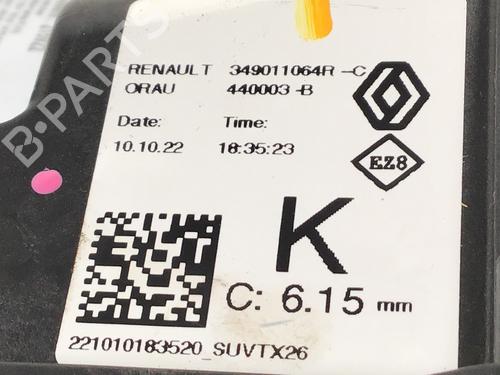 RENAULT 349011064R -C
ORAU 440003 -B
Date: Time:
10.10.22 18:35:23
EZ8
K
C: 6.15 mm
221010183520_SUVTX26
B-PARTS